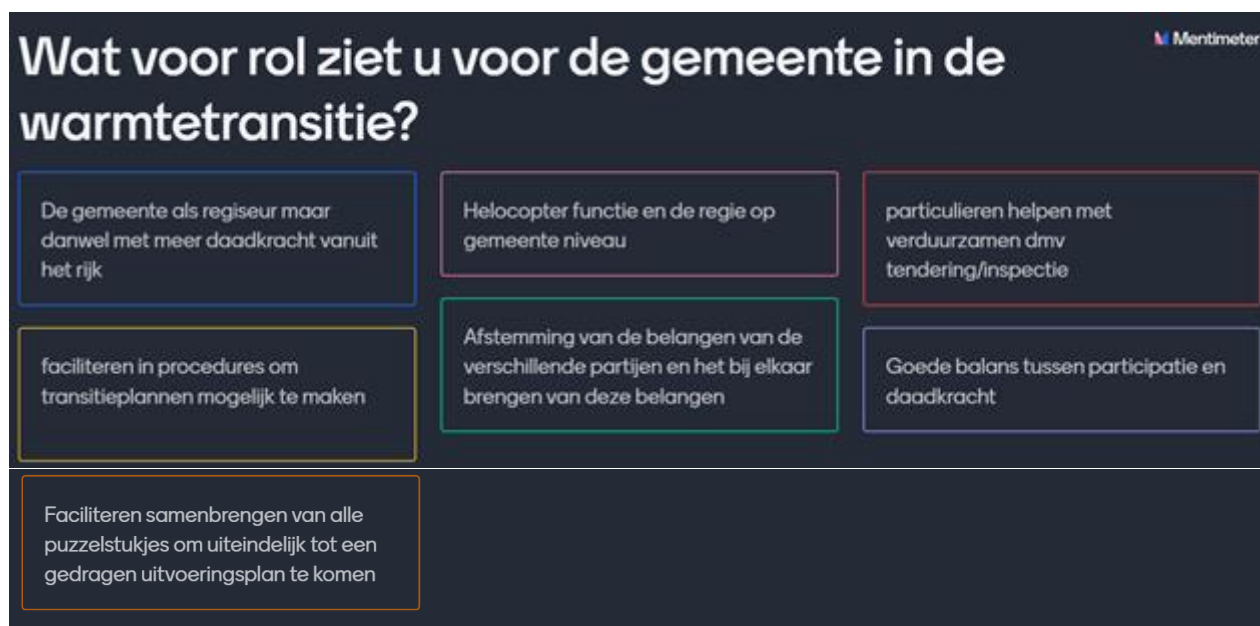 Wat voor rol ziet u voor de gemeente in de
warmtetransitie?
Mentimeter
De gemeente als regiseur maar
danwel met meer daadkracht vanuit
het rijk
Helocopter functie en de regie op
gemeente niveau
particulieren helpen met
verduurzamen dmv
tendering/inspectie
faciliteren in procedures om
transitieplannen mogelijk te maken
Afstemming van de belangen van de
verschillende partijen en het bij elkaar
brengen van deze belangen
Goede balans tussen participatie en
daadkracht
Faciliteren samenbrengen van alle
puzzelstukjes om uiteindelijk tot een
gedragen uitvoeringsplan te komen